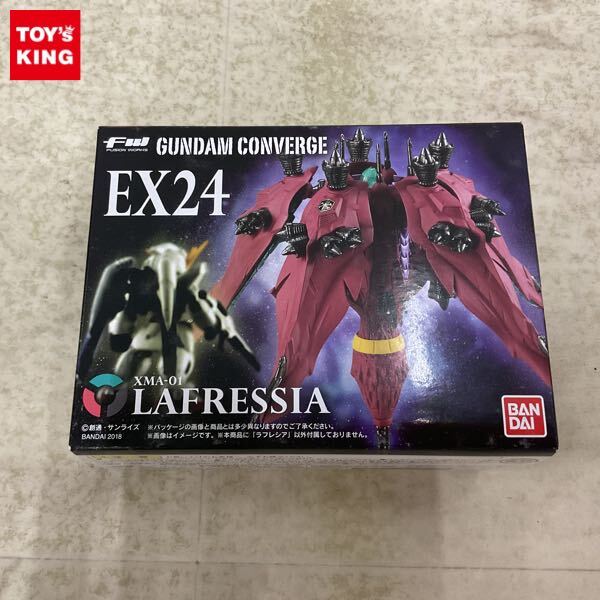 TOY's
KING
FW
FUSION WORKS
GUNDAM CONVERGE
EX24
XMA-01
LAFRESSIA
©創通・サンライズ
BANDAI 2018
※パッケージの画像と商品とは多少異なりますのでご了承ください。
※画像はイメージです。※本商品に「ラフレシア」以外付属しておりません。
BAN
DAI